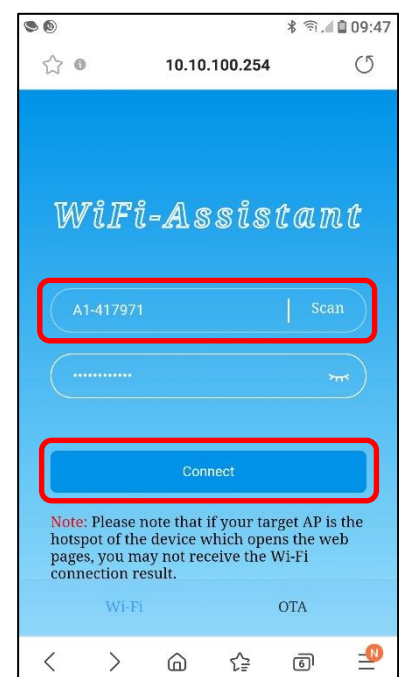 09:47
10.10.100.254
WiFi-Assistant
A1-417971 | Scan
············
Connect
Note: Please note that if your target AP is the
hotspot of the device which opens the web
pages, you may not receive the Wi-Fi
connection result.
Wi-Fi OTA
6 N